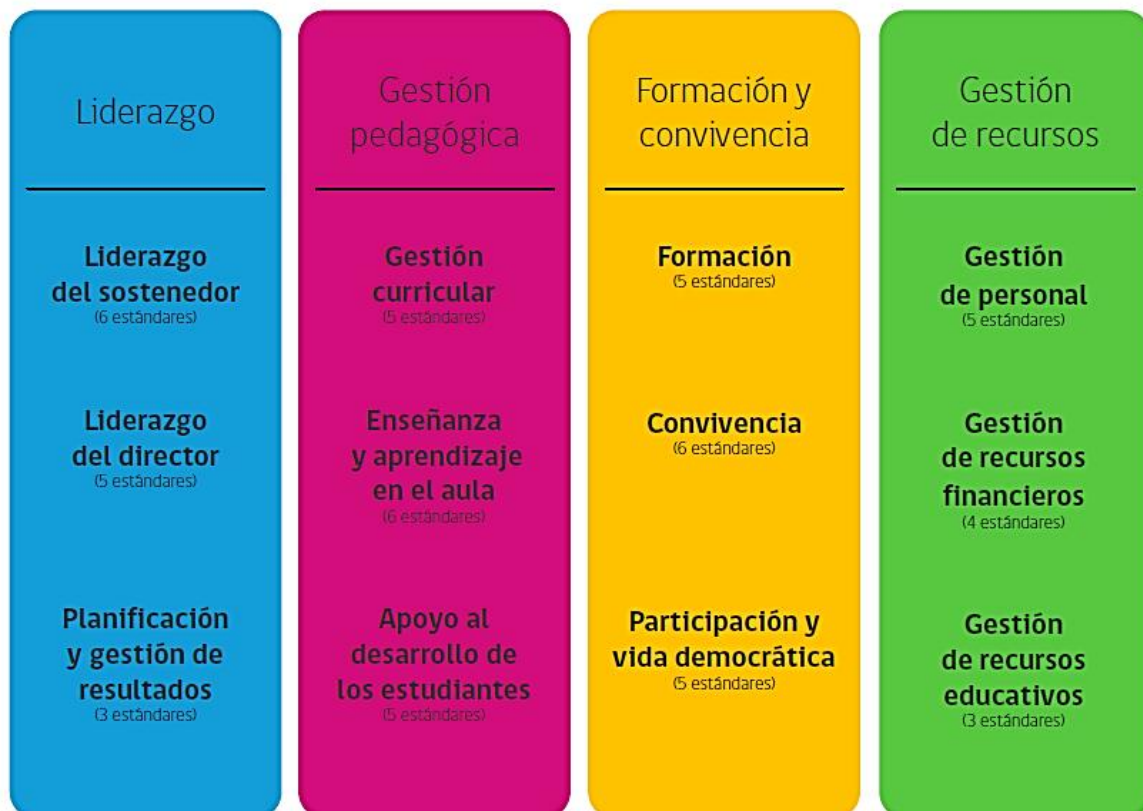 Liderazgo
Liderazgo
del sostenedor
(6 estándares)
Liderazgo
del director
(5 estándares)
Planificación
y gestión de
resultados
(3 estándares)
Gestión
pedagógica
Gestión
curricular
(5 estándares)
Enseñanza
y aprendizaje
en el aula
(6 estándares)
Apoyo al
desarrollo de
los estudiantes
(5 estándares)
Formación y
convivencia
Formación
(5 estándares)
Convivencia
(6 estándares)
Participación y
vida democrática
(5 estándares)
Gestión
de recursos
Gestión
de personal
(5 estándares)
Gestión
de recursos
financieros
(4 estándares)
Gestión
de recursos
educativos
(3 estándares)